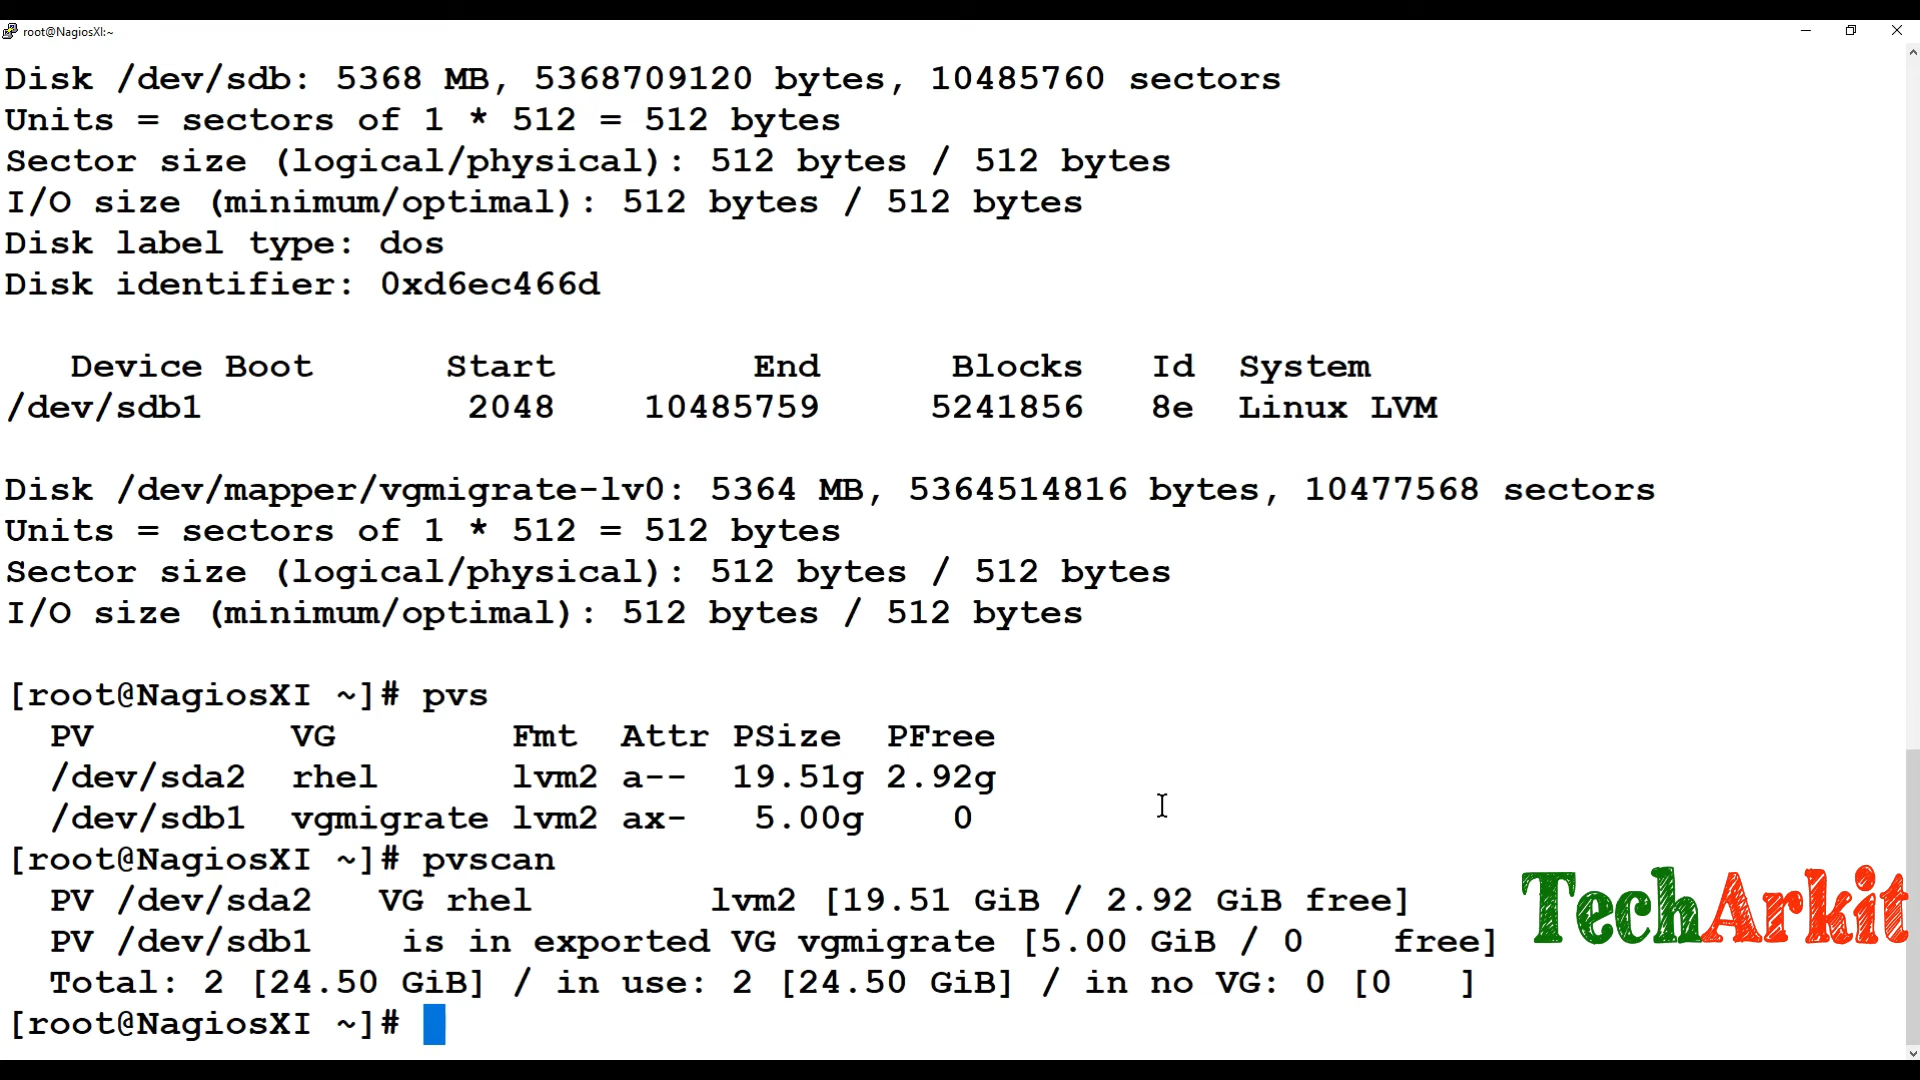 root@NagiosXI:~
Disk /dev/sdb: 5368 MB, 5368709120 bytes, 10485760 sectors
Units = sectors of 1 * 512 = 512 bytes
Sector size (logical/physical): 512 bytes / 512 bytes
I/O size (minimum/optimal): 512 bytes / 512 bytes
Disk label type: dos
Disk identifier: 0xd6ec466d
Device Boot      Start         End      Blocks   Id  System
/dev/sdb1            2048    10485759     5241856   8e  Linux LVM
Disk /dev/mapper/vgmigrate-lv0: 5364 MB, 5364514816 bytes, 10477568 sectors
Units = sectors of 1 * 512 = 512 bytes
Sector size (logical/physical): 512 bytes / 512 bytes
I/O size (minimum/optimal): 512 bytes / 512 bytes
[root@NagiosXI ~]# pvs
PV         VG        Fmt  Attr PSize  PFree
/dev/sda2  rhel      lvm2 a--  19.51g 2.92g
/dev/sdb1  vgmigrate lvm2 ax-   5.00g    0
[root@NagiosXI ~]# pvscan
PV /dev/sda2   VG rhel        lvm2 [19.51 GiB / 2.92 GiB free]
PV /dev/sdb1    is in exported VG vgmigrate [5.00 GiB / 0    free]
Total: 2 [24.50 GiB] / in use: 2 [24.50 GiB] / in no VG: 0 [0   ]
[root@NagiosXI ~]#
TechArkit